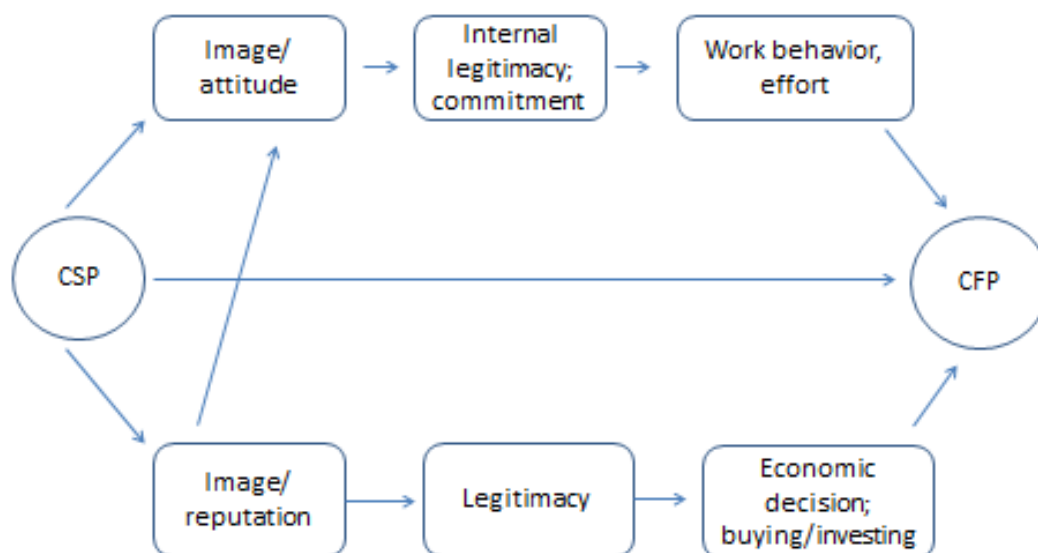 Image/
attitude
Internal
legitimacy;
commitment
Work behavior,
effort
CSP
CFP
Image/
reputation
Legitimacy
Economic
decision;
buying/investing